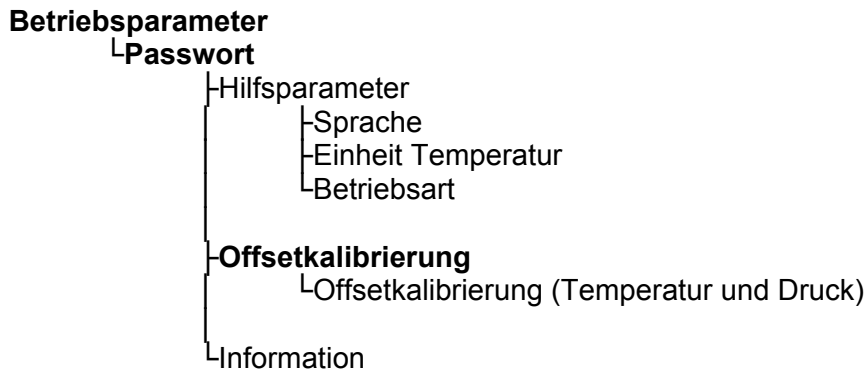 Betriebsparameter
└Passwort
├Hilfsparameter
├Sprache
├Einheit Temperatur
└Betriebsart
├Offsetkalibrierung
└Offsetkalibrierung (Temperatur und Druck)
└Information